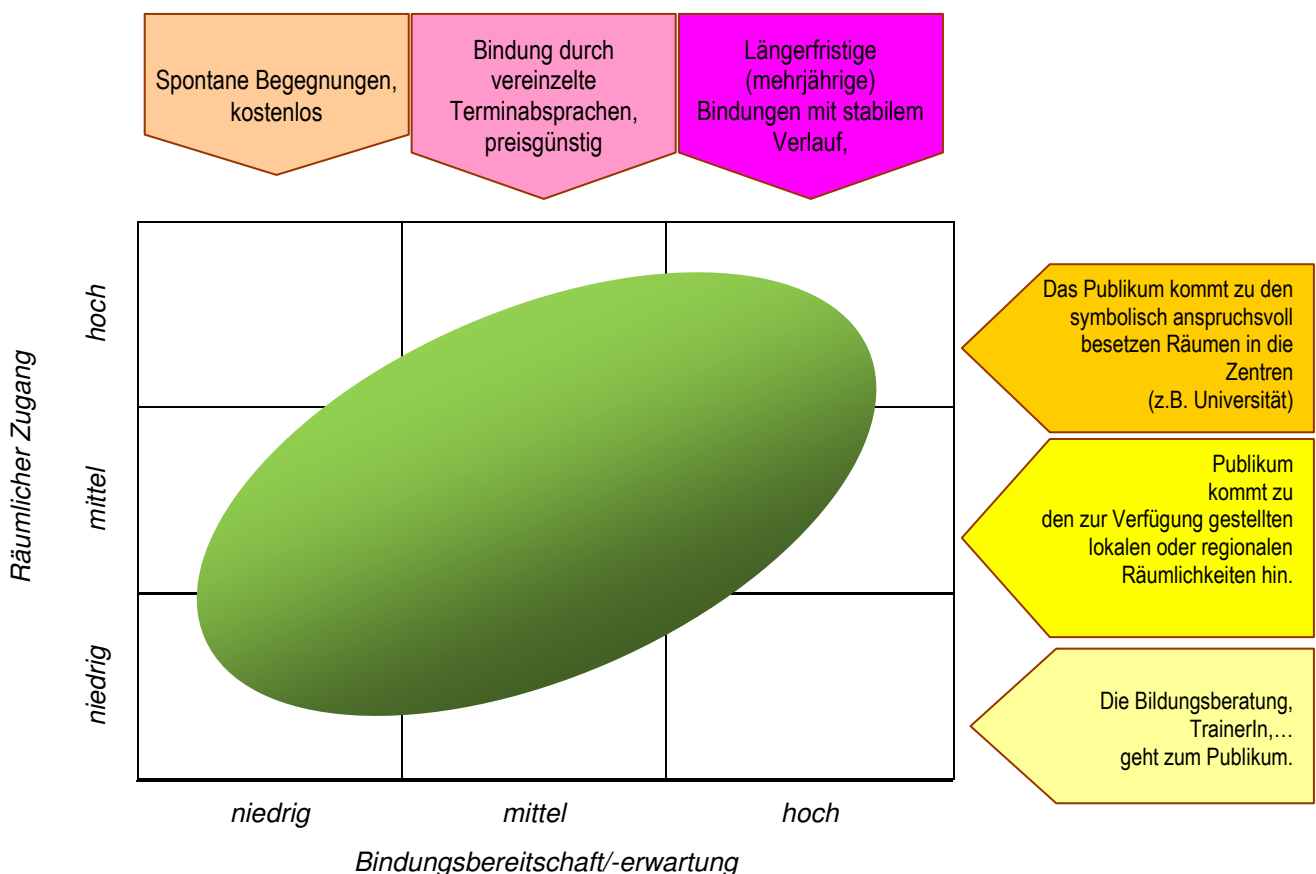 Spontane Begegnungen,
kostenlos
Bindung durch
vereinzelte
Terminabsprachen,
preisgünstig
Längerfristige
(mehrjährige)
Bindungen mit stabilem
Verlauf,
Räumlicher Zugang
hoch
mittel
niedrig
Das Publikum kommt zu den
symbolisch anspruchsvoll
besetzen Räumen in die
Zentren
(z.B. Universität)
Publikum
kommt zu
den zur Verfügung gestellten
lokalen oder regionalen
Räumlichkeiten hin.
Die Bildungsberatung,
TrainerIn,…
geht zum Publikum.
niedrig
mittel
hoch
Bindungsbereitschaft/-erwartung